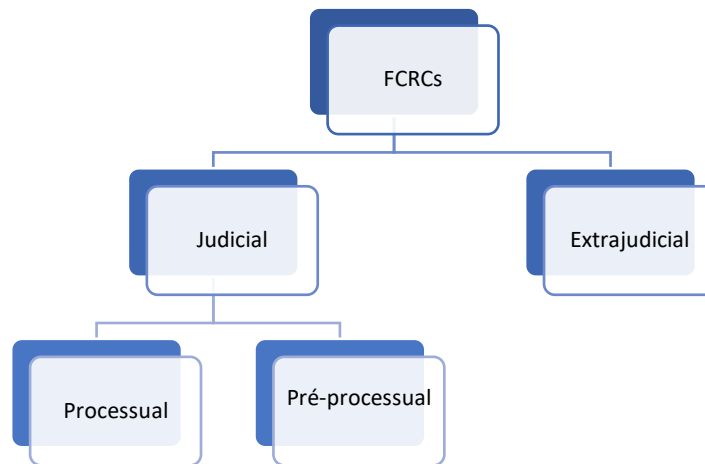 FCRCs
Judicial
Extrajudicial
Processual
Pré-processual